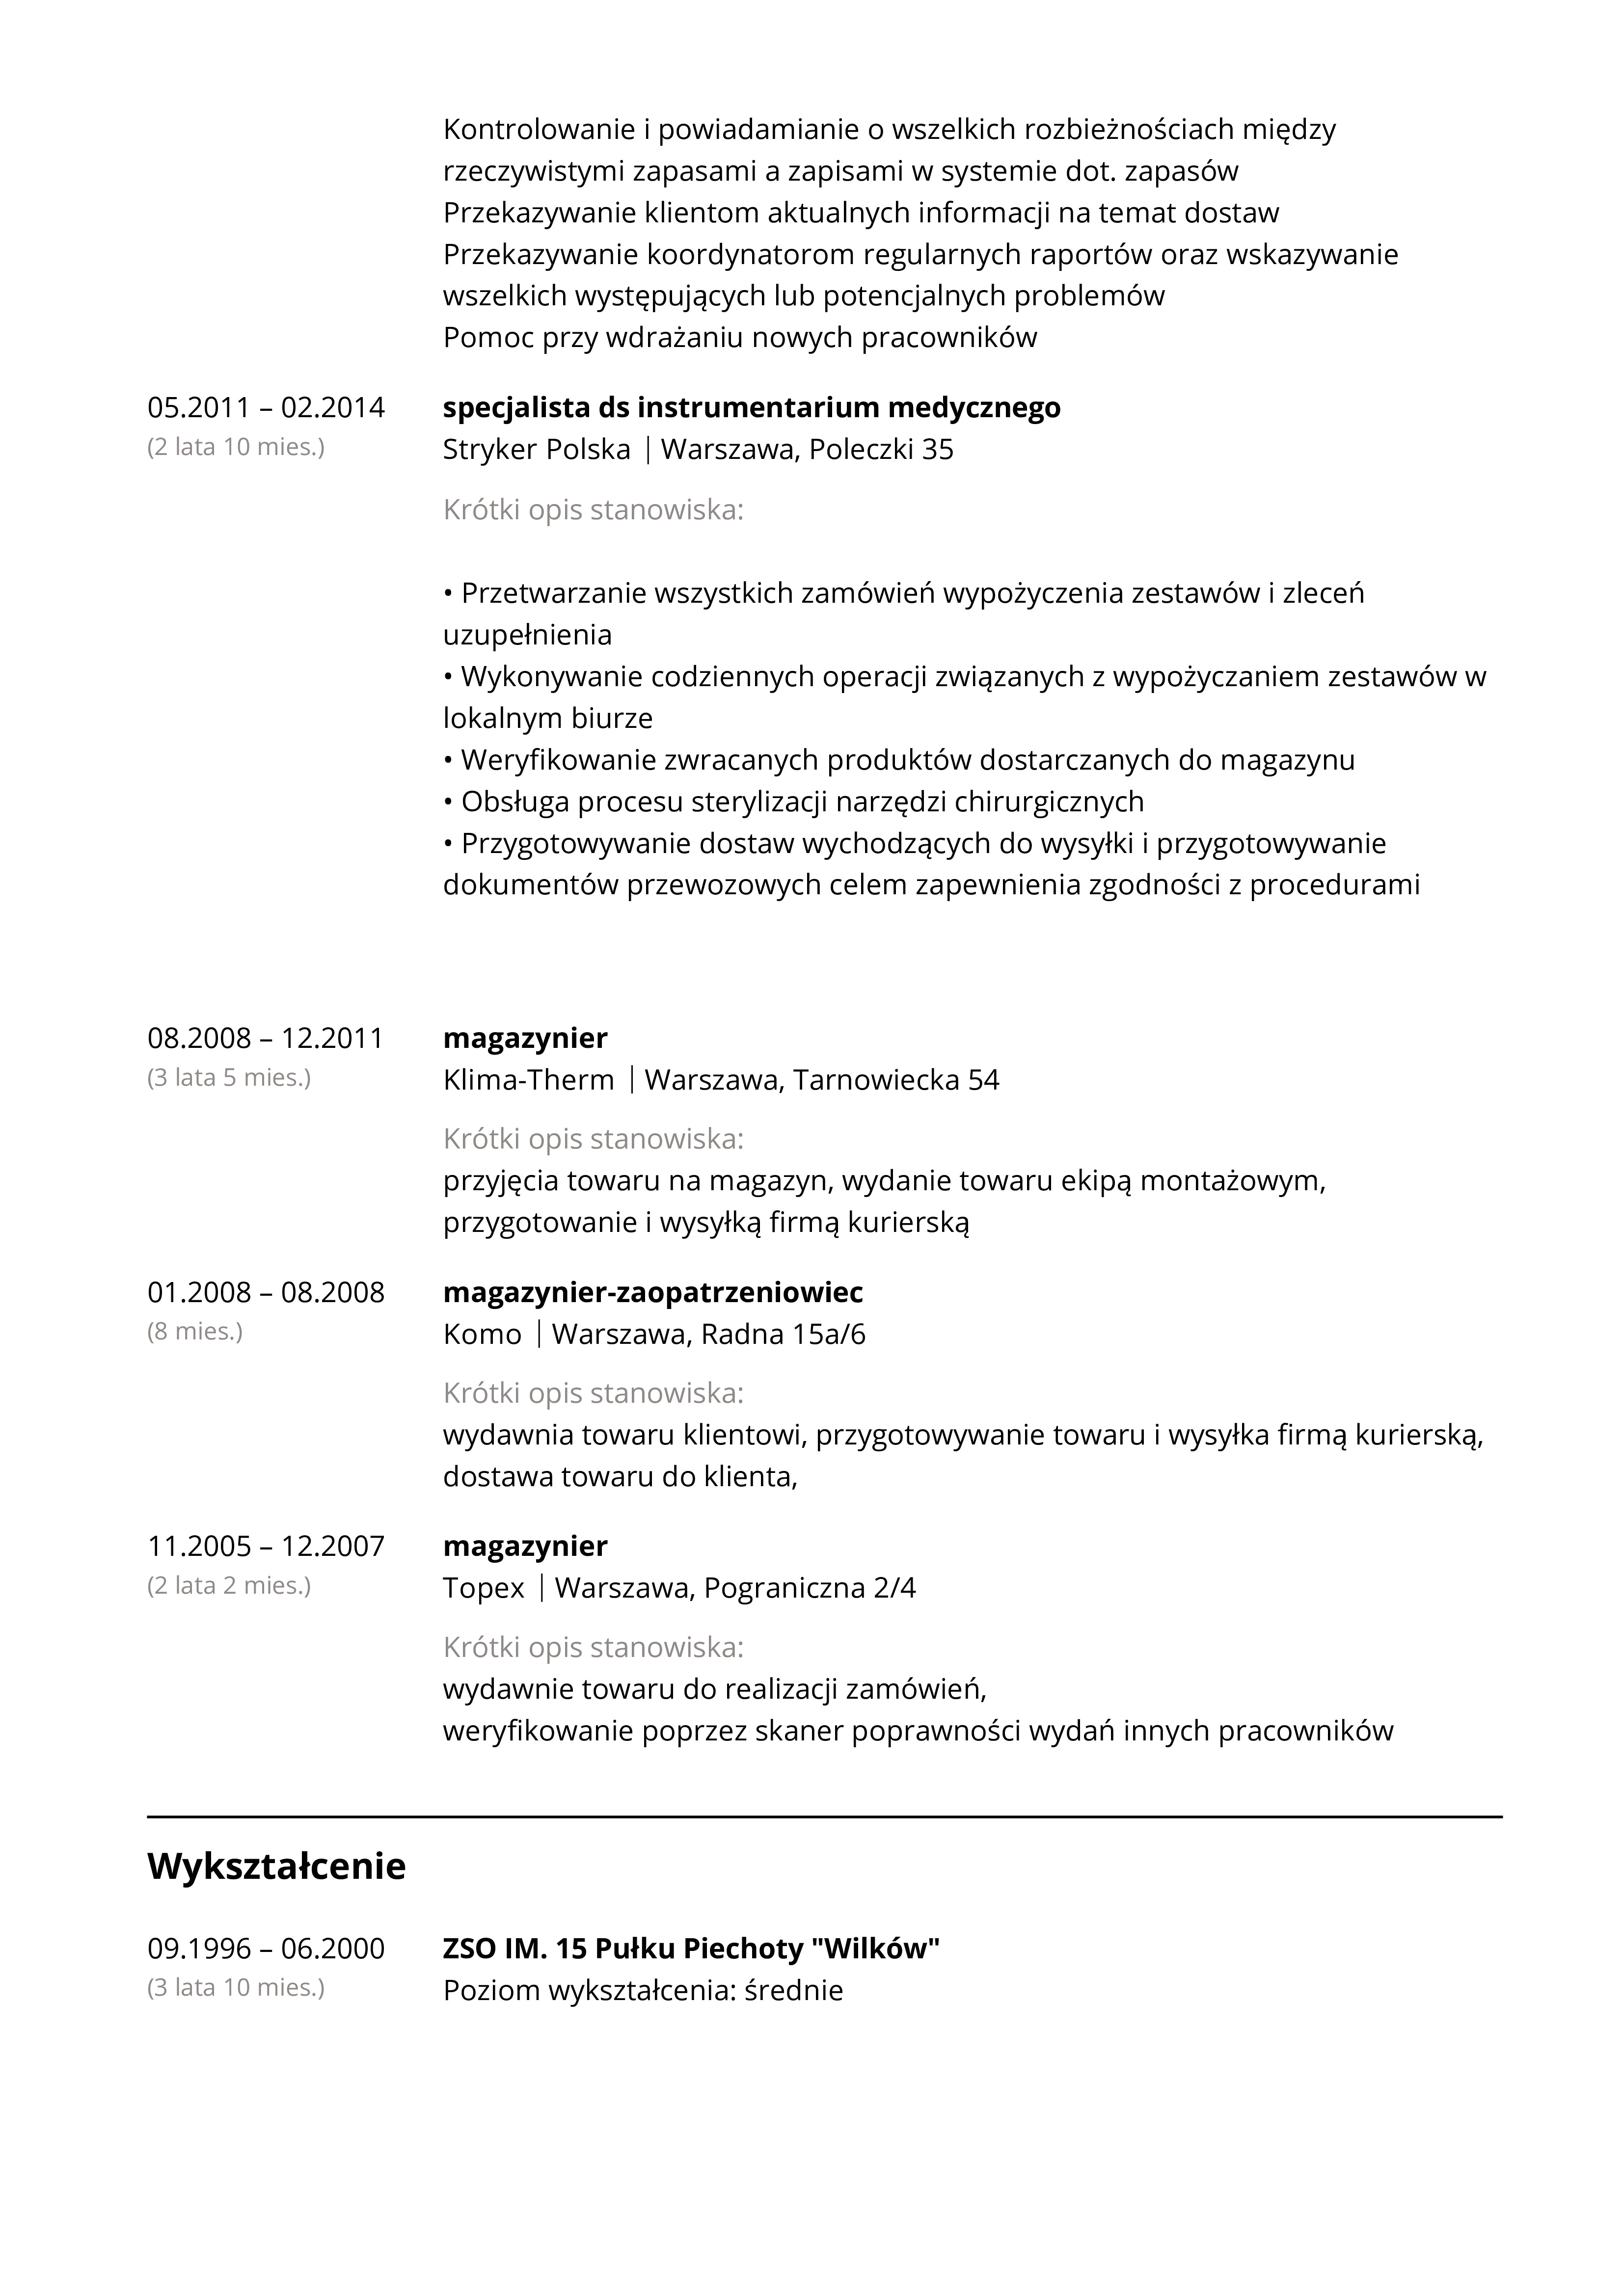 Kontrolowanie i powiadamianie o wszelkich rozbieżnościach między
rzeczywistymi zapasami a zapisami w systemie dot. zapasów
Przekazywanie klientom aktualnych informacji na temat dostaw
Przekazywanie koordynatorom regularnych raportów oraz wskazywanie
wszelkich występujących lub potencjalnych problemów
Pomoc przy wdrażaniu nowych pracowników
05.2011 – 02.2014
(2 lata 10 mies.)
specjalista ds instrumentarium medycznego
Stryker Polska | Warszawa, Poleczki 35
Krótki opis stanowiska:
• Przetwarzanie wszystkich zamówień wypożyczenia zestawów i zleceń
uzupełnienia
• Wykonywanie codziennych operacji związanych z wypożyczaniem zestawów w
lokalnym biurze
• Weryfikowanie zwracanych produktów dostarczanych do magazynu
• Obsługa procesu sterylizacji narzędzi chirurgicznych
• Przygotowywanie dostaw wychodzących do wysyłki i przygotowywanie
dokumentów przewozowych celem zapewnienia zgodności z procedurami
08.2008 – 12.2011
(3 lata 5 mies.)
magazynier
Klima-Therm | Warszawa, Tarnowiecka 54
Krótki opis stanowiska:
przyjęcia towaru na magazyn, wydanie towaru ekipą montażowym,
przygotowanie i wysyłką firmą kurierską
01.2008 – 08.2008
(8 mies.)
magazynier-zaopatrzeniowiec
Komo | Warszawa, Radna 15a/6
Krótki opis stanowiska:
wydawnia towaru klientowi, przygotowywanie towaru i wysyłka firmą kurierską,
dostawa towaru do klienta,
11.2005 – 12.2007
(2 lata 2 mies.)
magazynier
Topex | Warszawa, Pograniczna 2/4
Krótki opis stanowiska:
wydawnie towaru do realizacji zamówień,
weryfikowanie poprzez skaner poprawności wydań innych pracowników
Wykształcenie
09.1996 – 06.2000
(3 lata 10 mies.)
ZSO IM. 15 Pułku Piechoty "Wilków"
Poziom wykształcenia: średnie